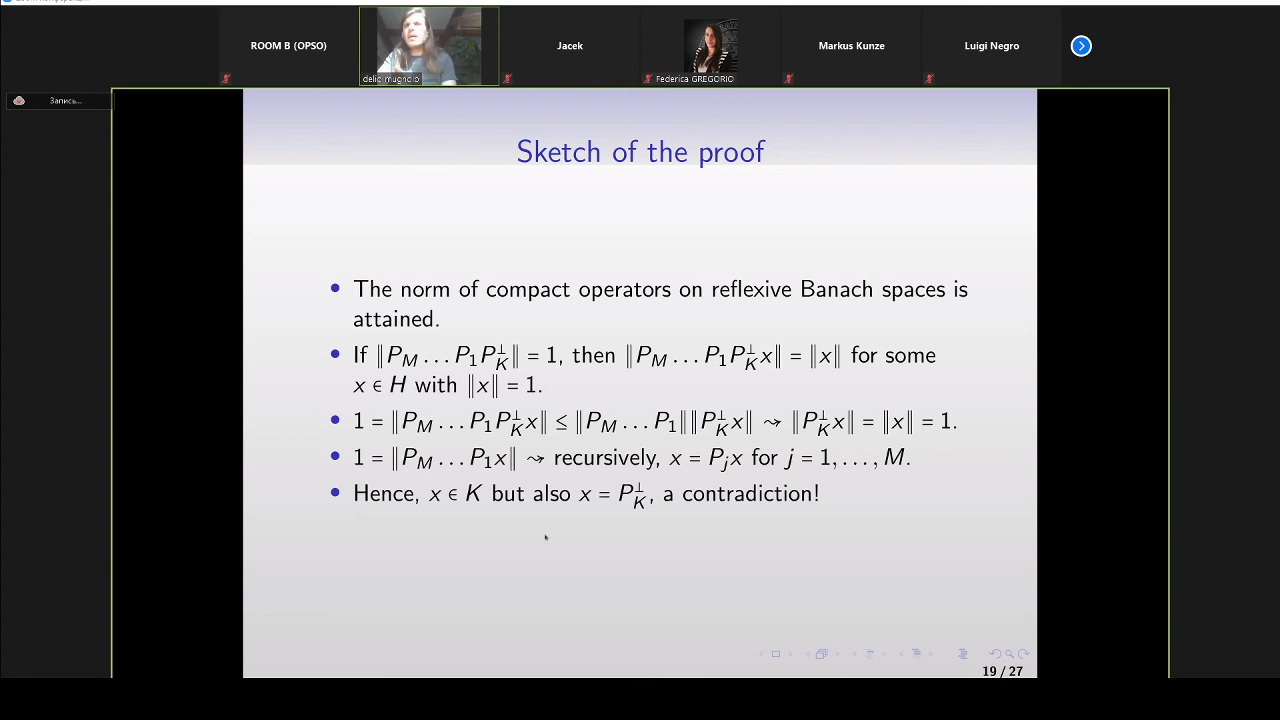 ROOM B (OPSO)
delio mugnolo
Jacek
Federica GREGORIO
Markus Kunze
Luigi Negro
Запись...
Sketch of the proof
• The norm of compact operators on reflexive Banach spaces is
attained.
• If ‖P_M … P_1 P_K^⊥‖ = 1, then ‖P_M … P_1 P_K^⊥ x‖ = ‖x‖ for some
x ∈ H with ‖x‖ = 1.
• 1 = ‖P_M … P_1 P_K^⊥ x‖ ≤ ‖P_M … P_1‖‖P_K^⊥ x‖ ⤳ ‖P_K^⊥ x‖ = ‖x‖ = 1.
• 1 = ‖P_M … P_1 x‖ ⤳ recursively, x = P_j x for j = 1, …, M.
• Hence, x ∈ K but also x = P_K^⊥, a contradiction!
19 / 27